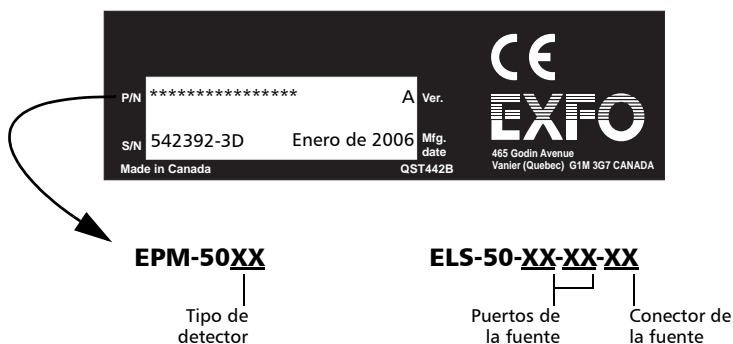 CE
EXFO
P/N **************** A Ver.
S/N 542392-3D Enero de 2006 Mfg. date
Made in Canada QST442B
465 Godin Avenue
Vanier (Quebec) G1M 3G7 CANADA
EPM-50XX ELS-50-XX-XX-XX
Tipo de detector
Puertos de la fuente
Conector de la fuente